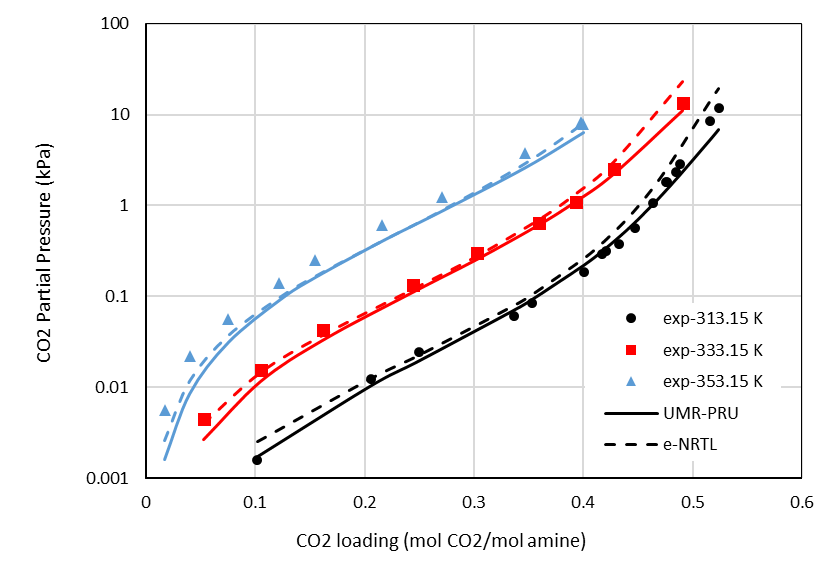 100
10
1
0.1
0.01
0.001
CO2 Partial Pressure (kPa)
exp-313.15 K
exp-333.15 K
exp-353.15 K
UMR-PRU
e-NRTL
0 0.1 0.2 0.3 0.4 0.5 0.6
CO2 loading (mol CO2/mol amine)